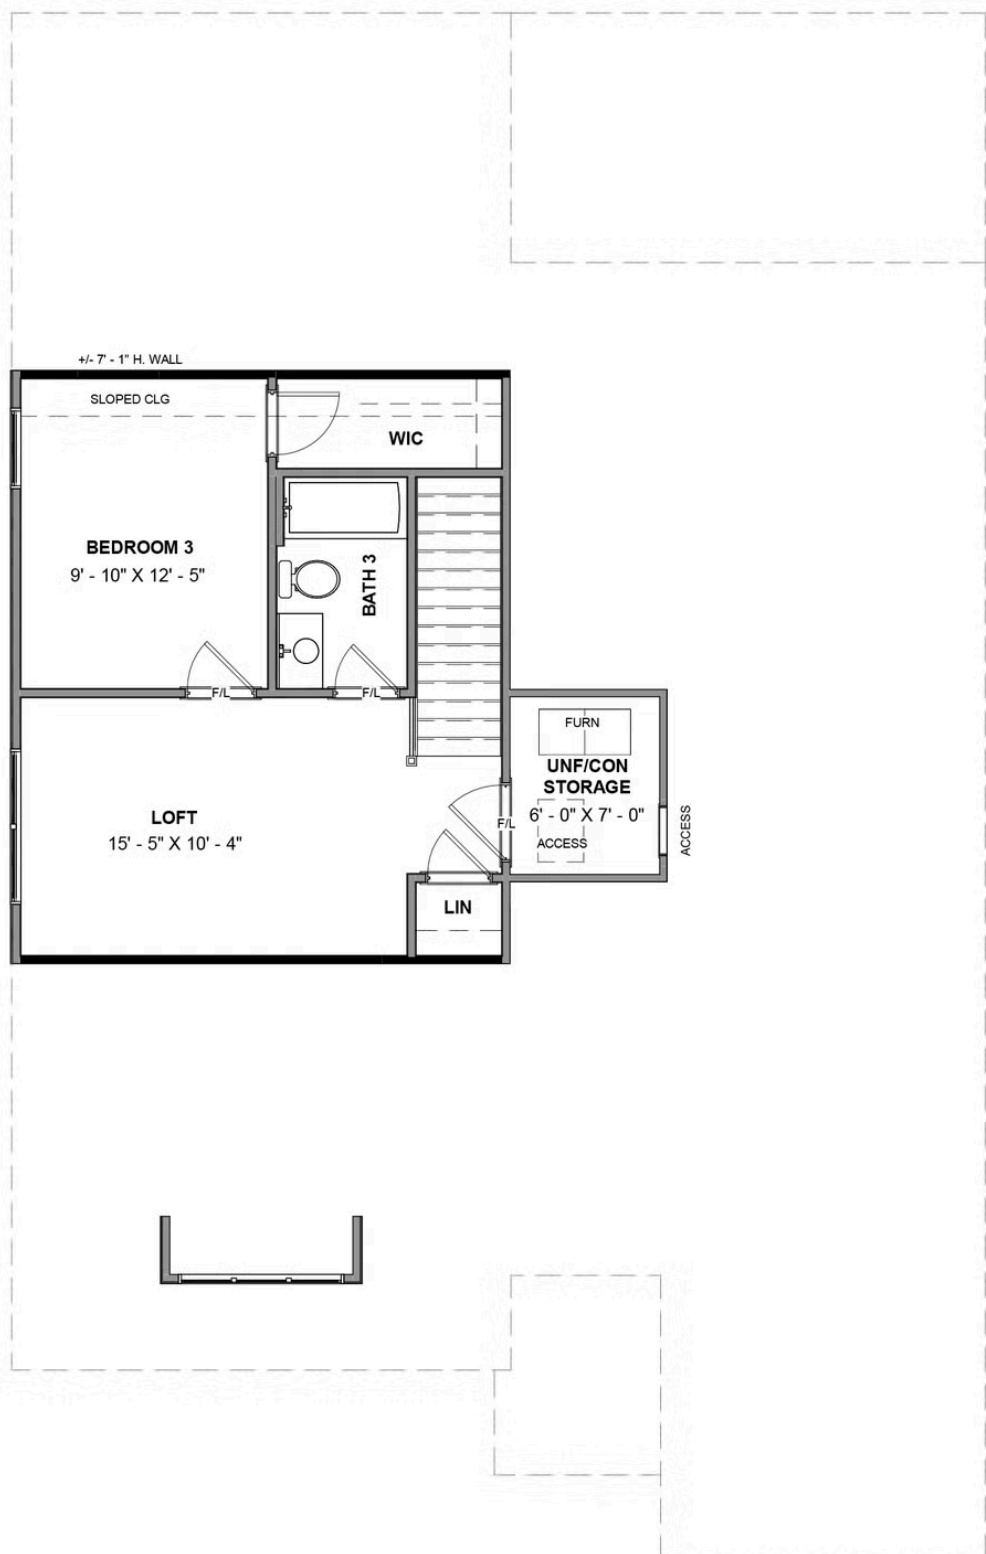 +/- 7' - 1" H. WALL
SLOPED CLG
WIC
BEDROOM 3
9' - 10" X 12' - 5"
BATH 3
F/L
F/L
FURN
UNF/CON
STORAGE
6' - 0" X 7' - 0"
ACCESS
ACCESS
F/L
LOFT
15' - 5" X 10' - 4"
LIN